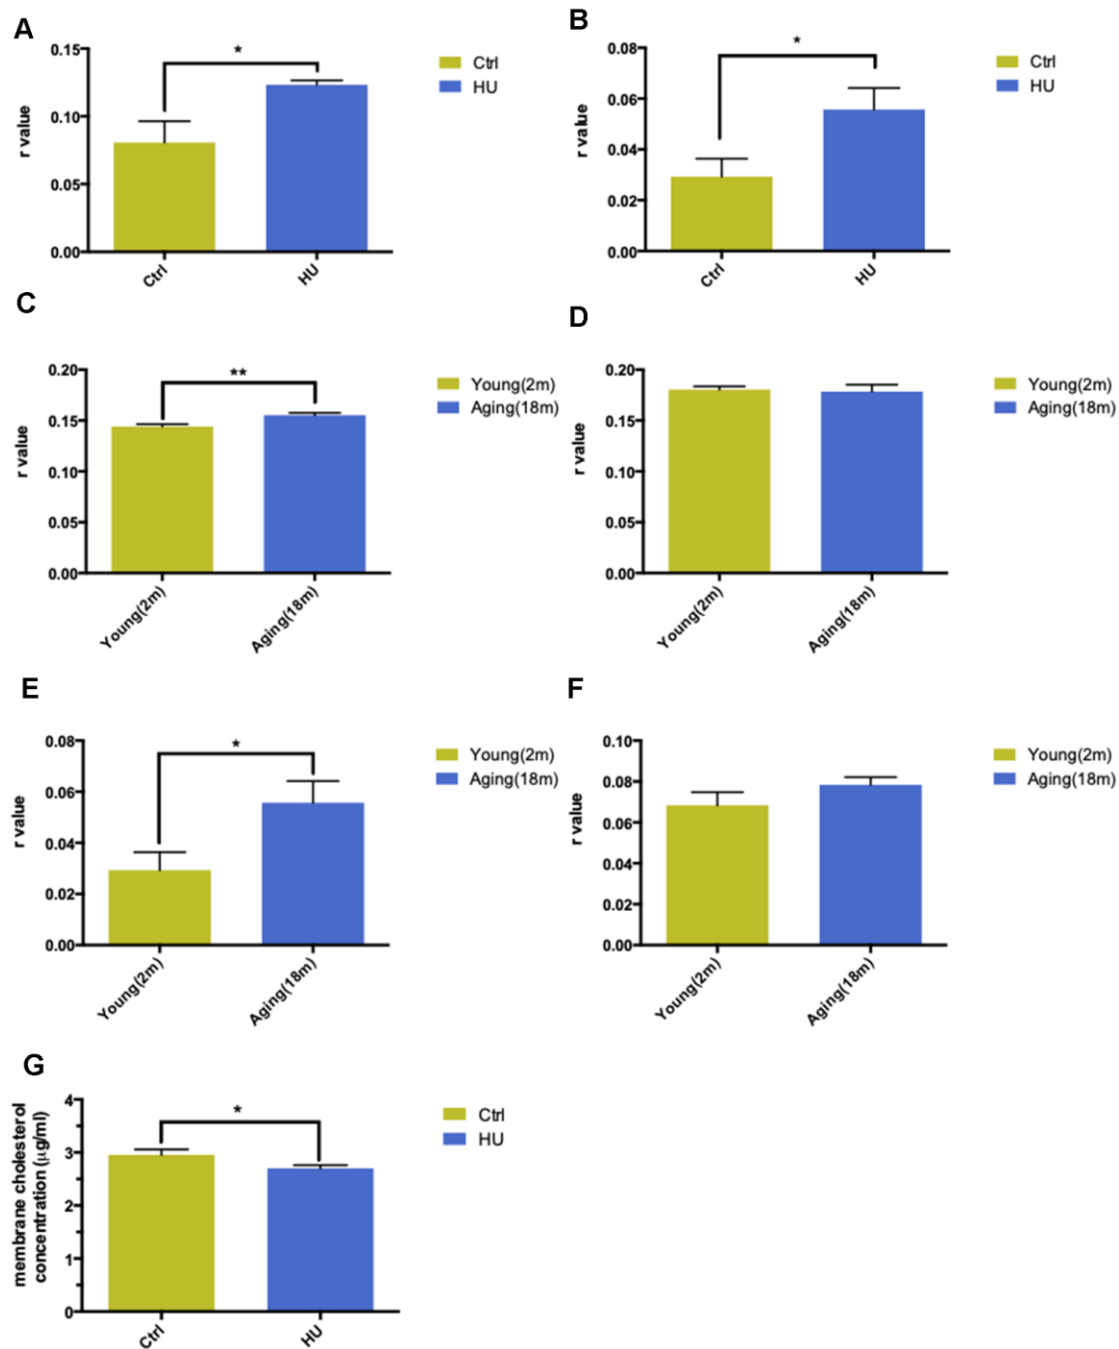 A
0.15
0.10
0.05
0.00
r value
*
Ctrl
HU
Ctrl
HU
B
0.08
0.06
0.04
0.02
0.00
r value
*
Ctrl
HU
Ctrl
HU
C
0.20
0.15
0.10
0.05
0.00
r value
**
Young(2m)
Aging(18m)
Young(2m)
Aging(18m)
D
0.20
0.15
0.10
0.05
0.00
r value
Young(2m)
Aging(18m)
Young(2m)
Aging(18m)
E
0.08
0.06
0.04
0.02
0.00
r value
*
Young(2m)
Aging(18m)
Young(2m)
Aging(18m)
F
0.10
0.08
0.06
0.04
0.02
0.00
r value
Young(2m)
Aging(18m)
Young(2m)
Aging(18m)
G
4
3
2
1
0
membrane cholesterol
concentration (μg/ml)
*
Ctrl
HU
Ctrl
HU